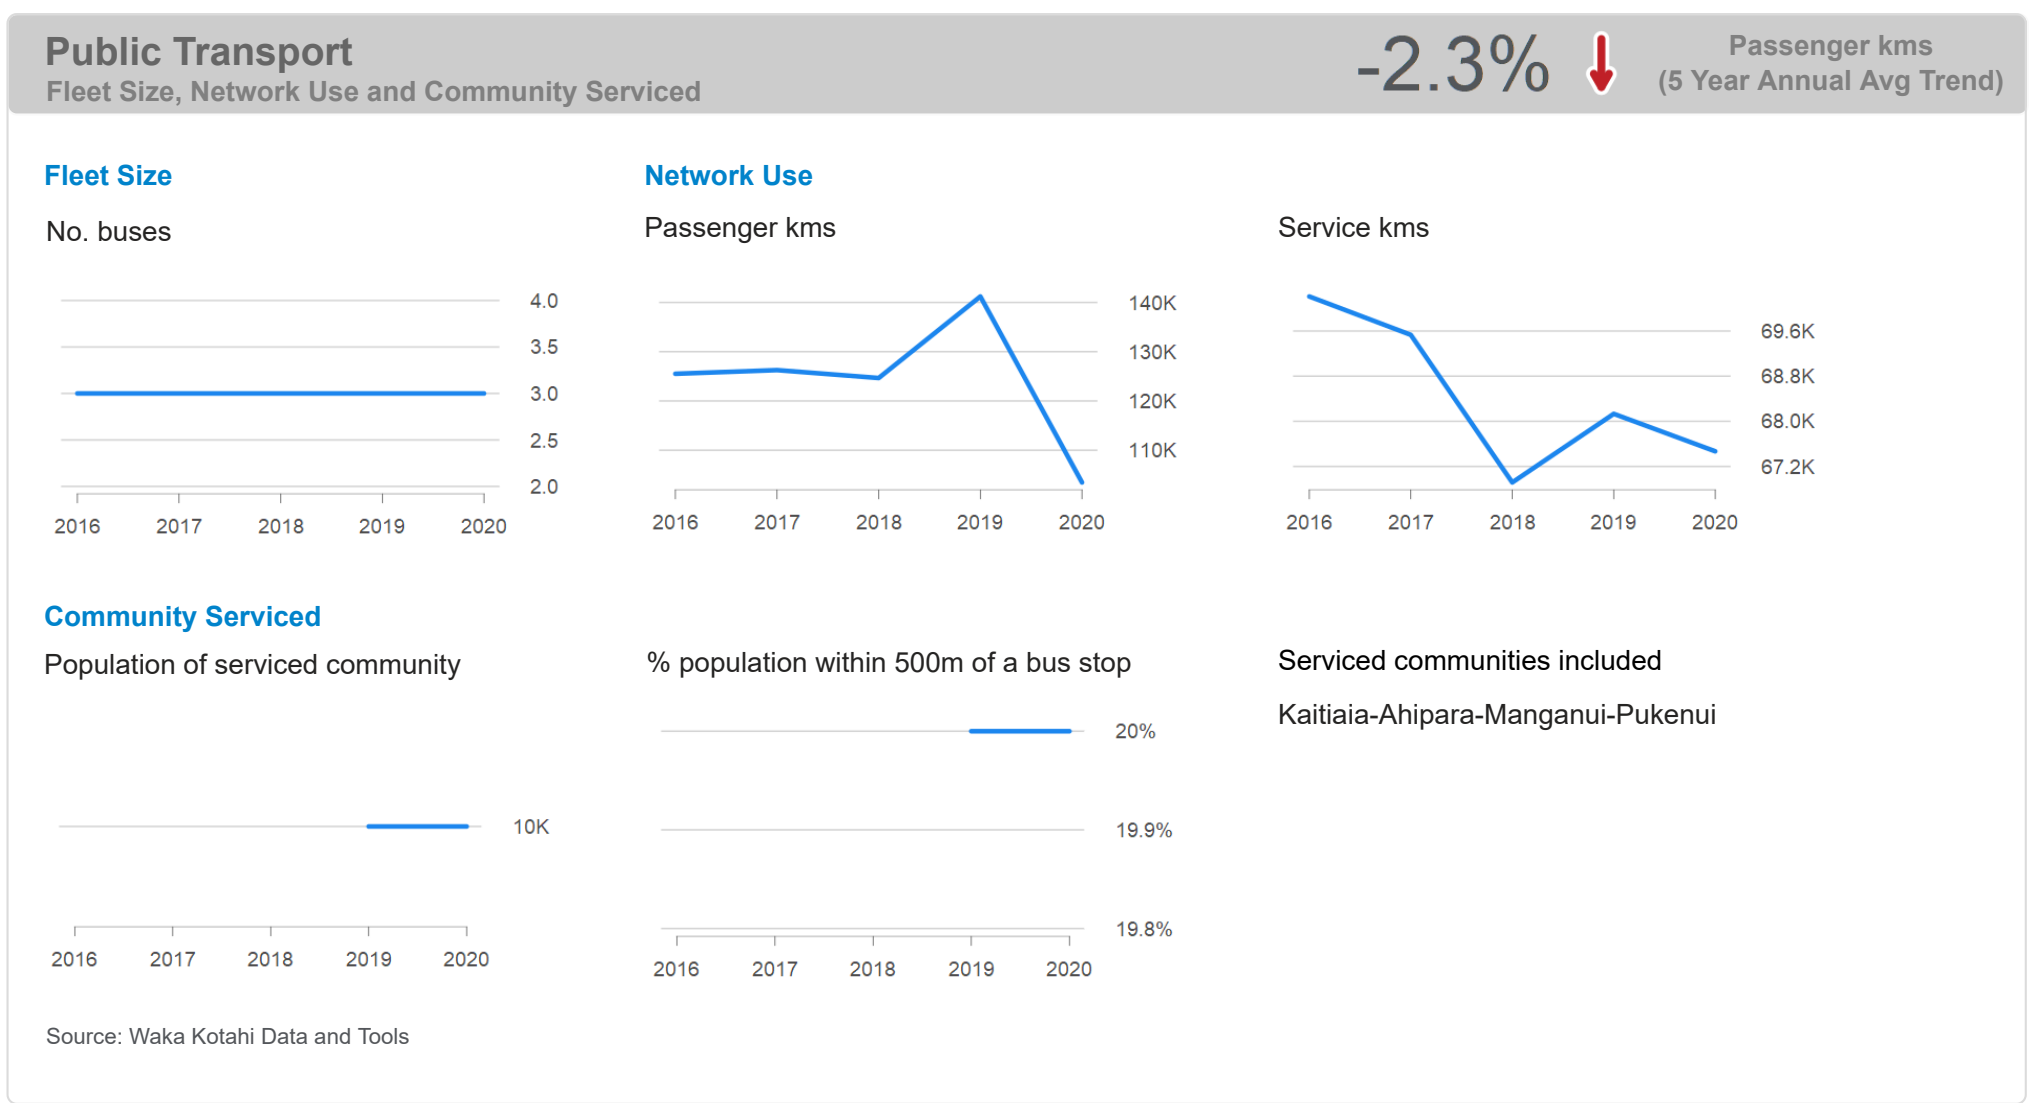 Public Transport
Fleet Size, Network Use and Community Serviced
-2.3%
Passenger kms
(5 Year Annual Avg Trend)
Fleet Size
No. buses
4.0
3.5
3.0
2.5
2.0
2016 2017 2018 2019 2020
Network Use
Passenger kms
140K
130K
120K
110K
2016 2017 2018 2019 2020
Service kms
69.6K
68.8K
68.0K
67.2K
2016 2017 2018 2019 2020
Community Serviced
Population of serviced community
10K
2016 2017 2018 2019 2020
% population within 500m of a bus stop
20%
19.9%
19.8%
2016 2017 2018 2019 2020
Serviced communities included
Kaitiaia-Ahipara-Manganui-Pukenui
Source: Waka Kotahi Data and Tools